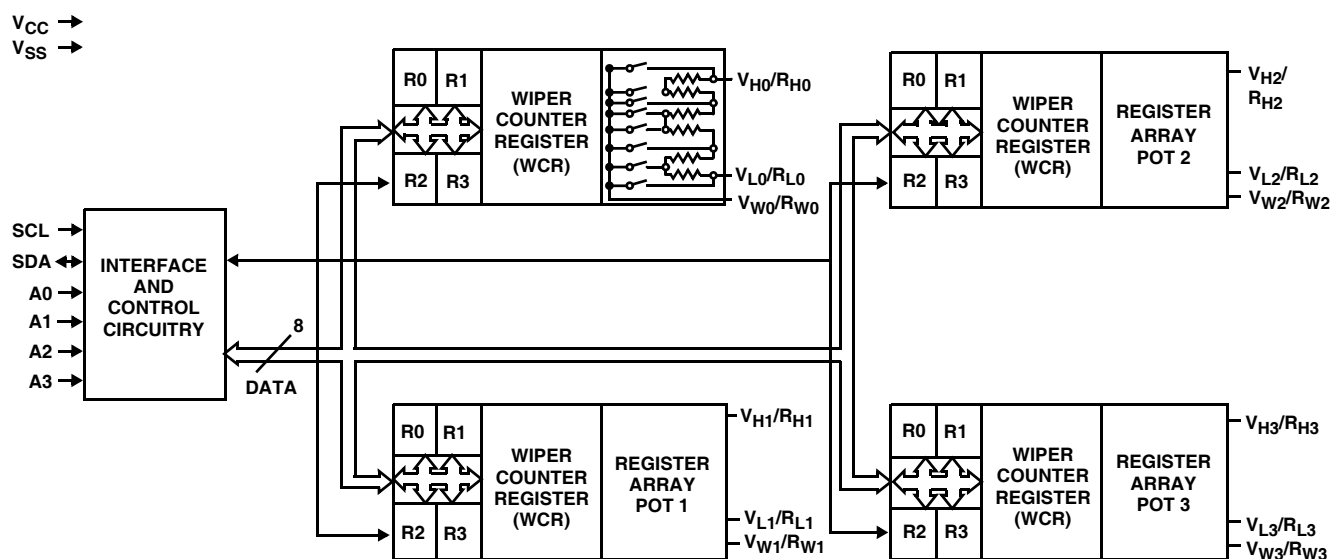 VCC
VSS
R0 R1
R2 R3
WIPER
COUNTER
REGISTER
(WCR)
VH0/RH0
VL0/RL0
VW0/RW0
R0 R1
R2 R3
WIPER
COUNTER
REGISTER
(WCR)
REGISTER
ARRAY
POT 2
VH2/
RH2
VL2/RL2
VW2/RW2
SCL
SDA
A0
A1
A2
A3
INTERFACE
AND
CONTROL
CIRCUITRY
8
DATA
R0 R1
R2 R3
WIPER
COUNTER
REGISTER
(WCR)
REGISTER
ARRAY
POT 1
VH1/RH1
VL1/RL1
VW1/RW1
R0 R1
R2 R3
WIPER
COUNTER
REGISTER
(WCR)
REGISTER
ARRAY
POT 3
VH3/RH3
VL3/RL3
VW3/RW3